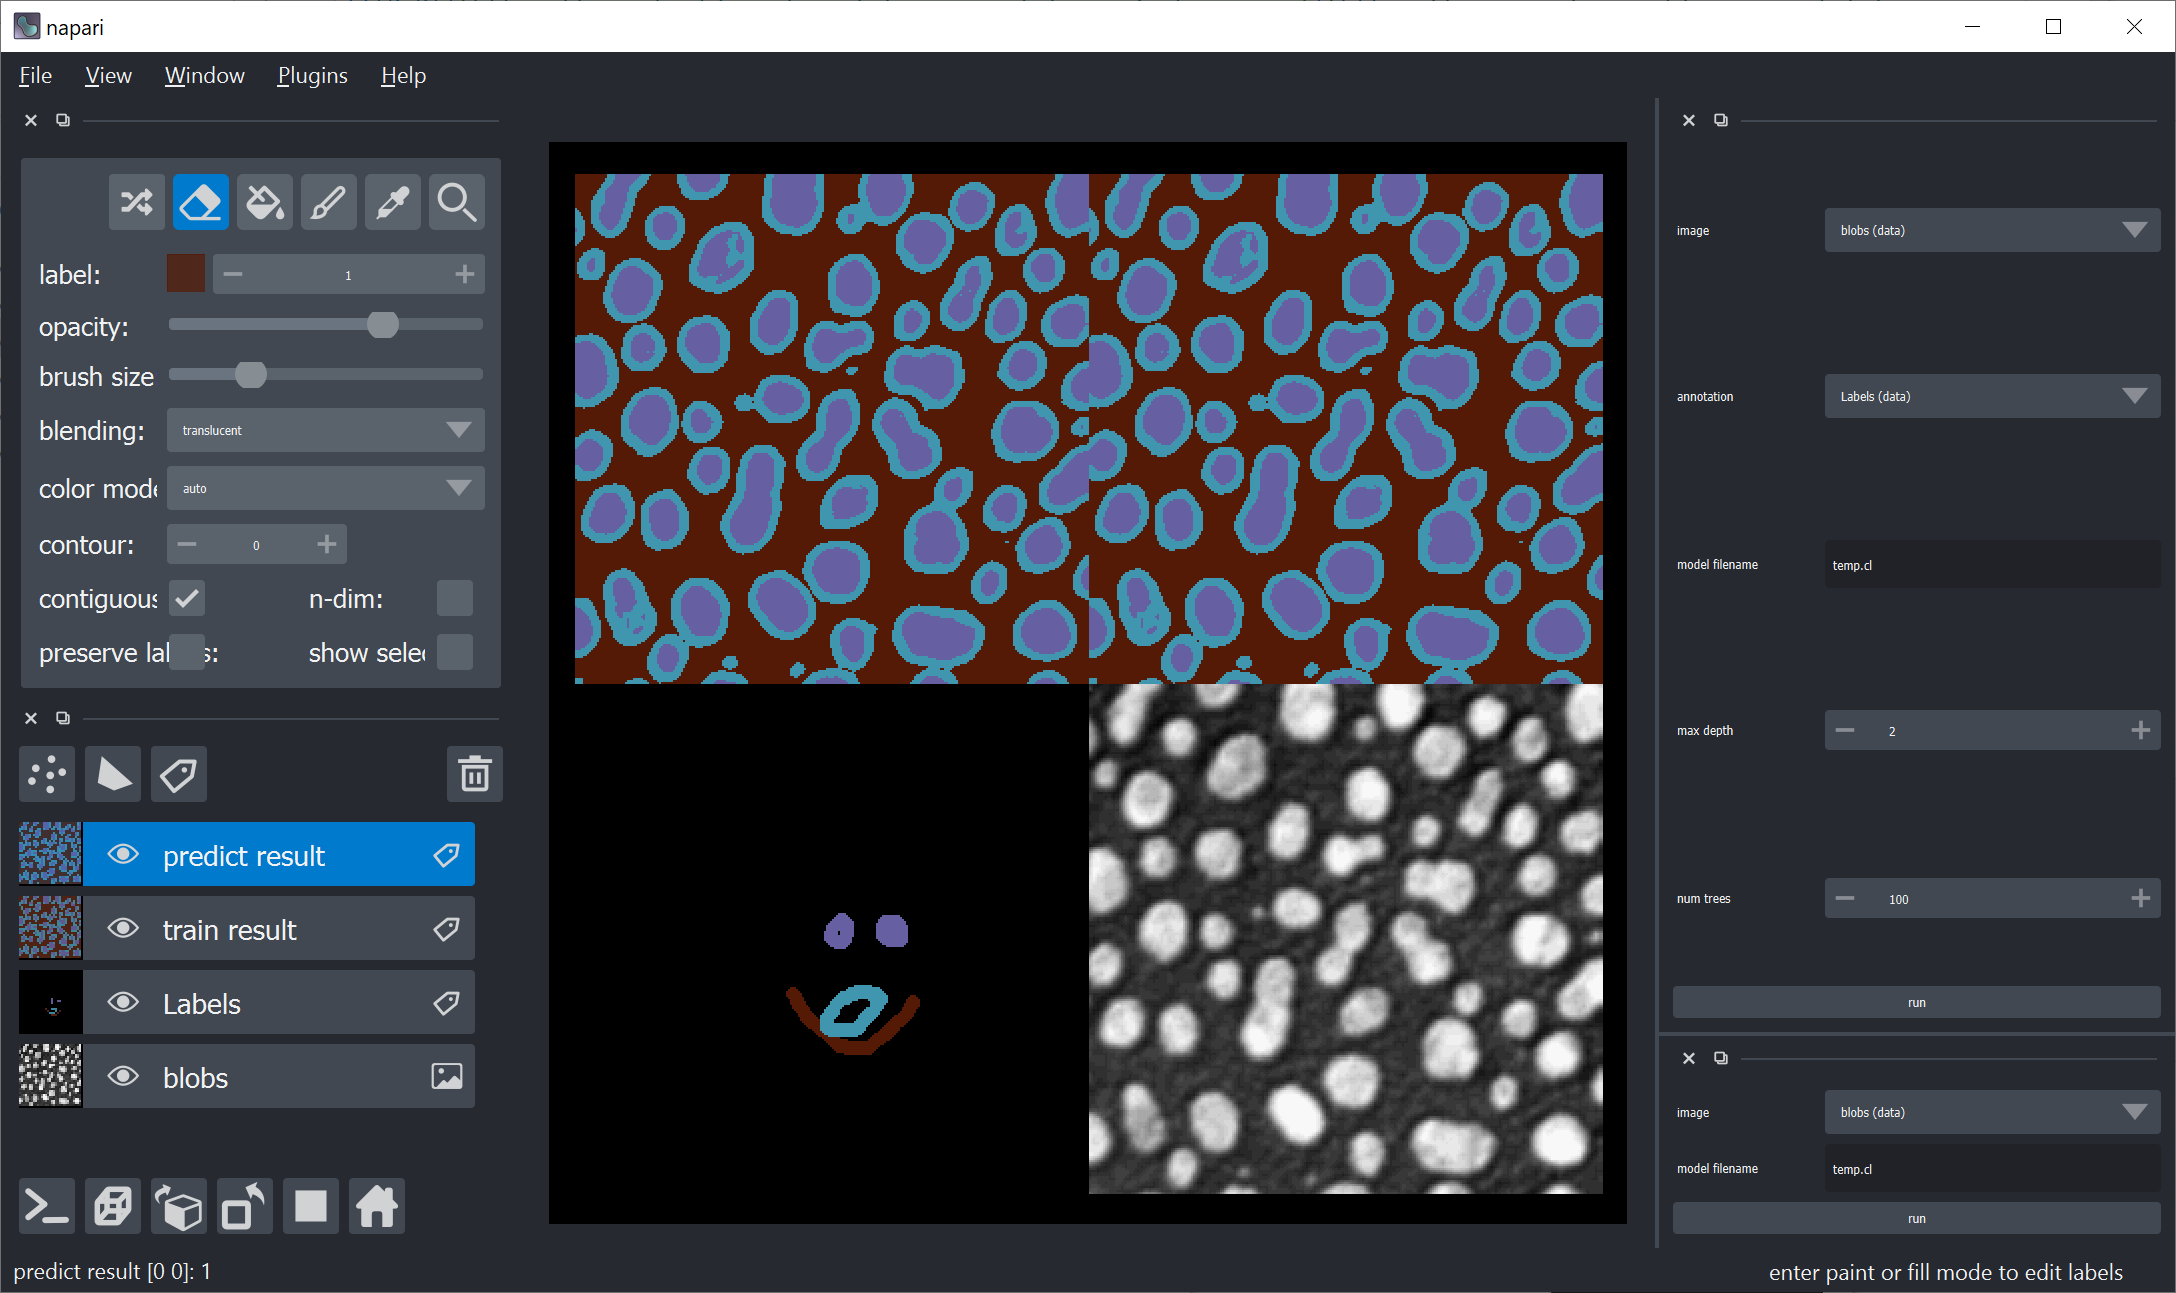 napari
File View Window Plugins Help
label: 1
opacity:
brush size
blending: translucent
color mode auto
contour: 0
contiguous n-dim:
preserve la s: show sele
predict result
train result
Labels
blobs
predict result [0 0]: 1
image blobs (data)
annotation Labels (data)
model filename temp.cl
max depth 2
num trees 100
run
image blobs (data)
model filename temp.cl
run
enter paint or fill mode to edit labels